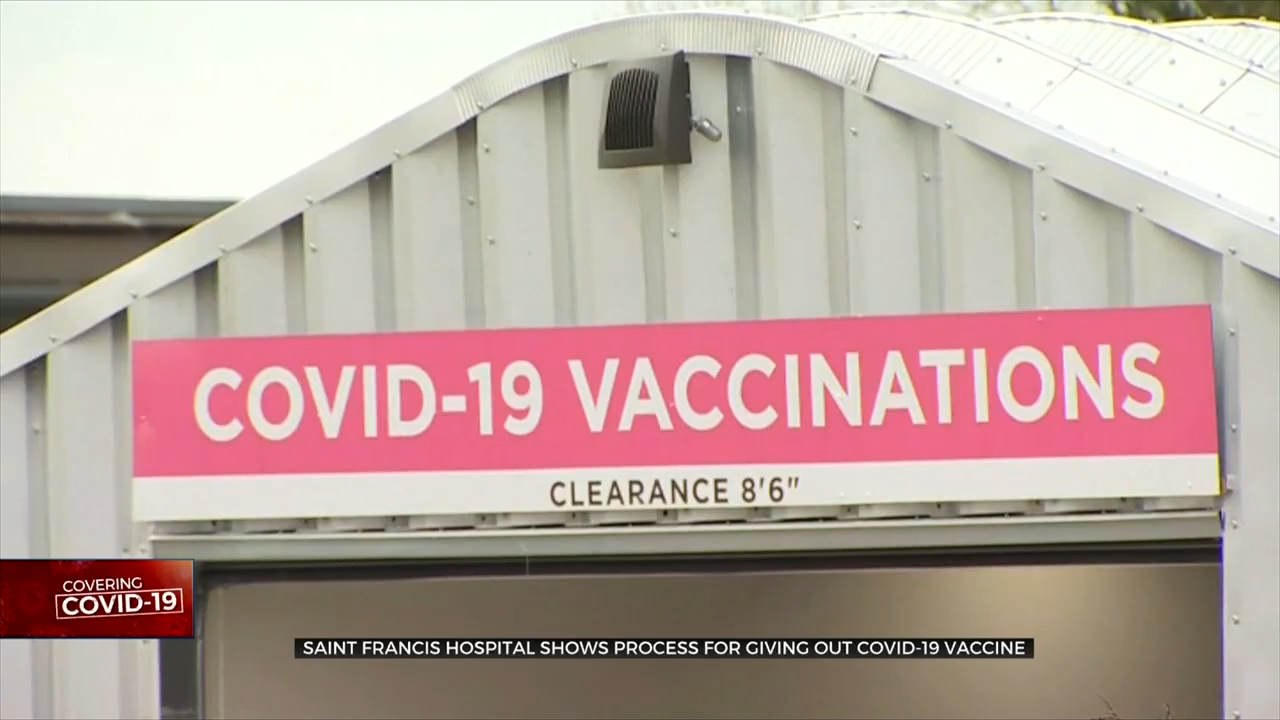 COVID-19 VACCINATIONS
CLEARANCE 8'6"
COVERING
COVID-19
SAINT FRANCIS HOSPITAL SHOWS PROCESS FOR GIVING OUT COVID-19 VACCINE